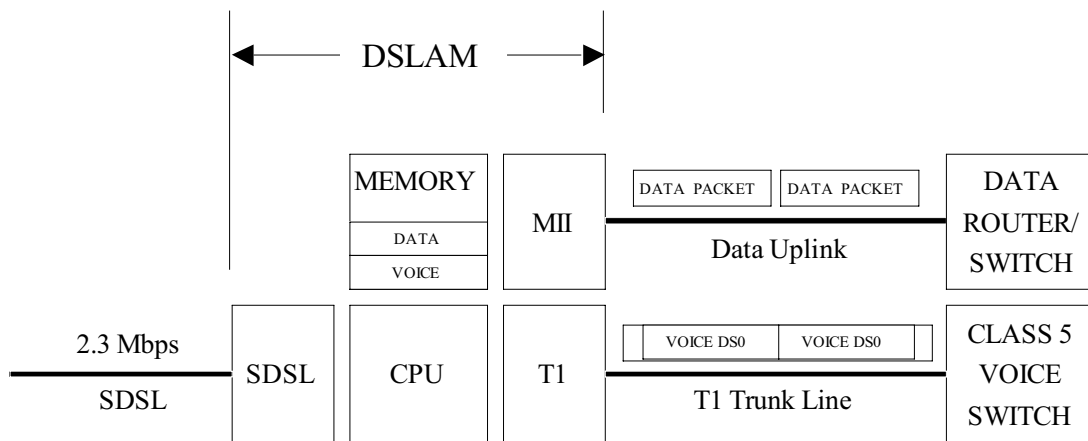 DSLAM
MEMORY
DATA
VOICE
MII
DATA PACKET
DATA PACKET
Data Uplink
DATA
ROUTER/
SWITCH
2.3 Mbps
SDSL
SDSL
CPU
T1
VOICE DS0
VOICE DS0
T1 Trunk Line
CLASS 5
VOICE
SWITCH